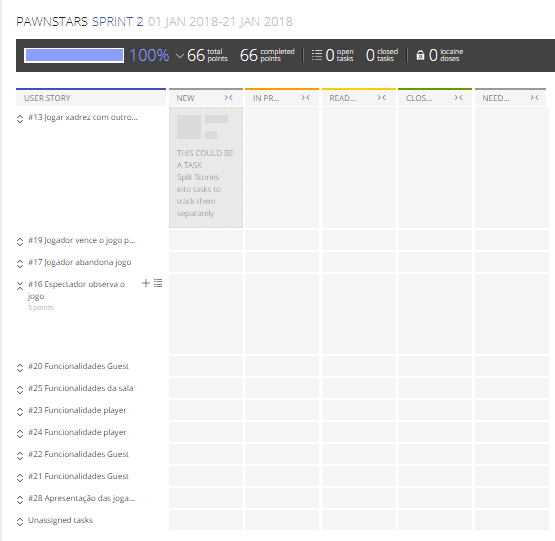 PAWNSTARS SPRINT 2 01 JAN 2018-21 JAN 2018
100% 66 total points 66 completed points 0 open tasks 0 closed tasks 0 iocaine doses
USER STORY NEW IN PR... READ... CLOS... NEED...
#13 Jogar xadrez com outro...
THIS COULD BE
A TASK
Split Stories
into tasks to
track them
separately
#19 Jogador vence o jogo p...
#17 Jogador abandona jogo
#16 Espectador observa o
jogo
5 points
#20 Funcionalidades Guest
#25 Funcionalidades da sala
#23 Funcionalidade player
#24 Funcionalidade player
#22 Funcionalidades Guest
#21 Funcionalidades Guest
#28 Apresentação das joga...
Unassigned tasks